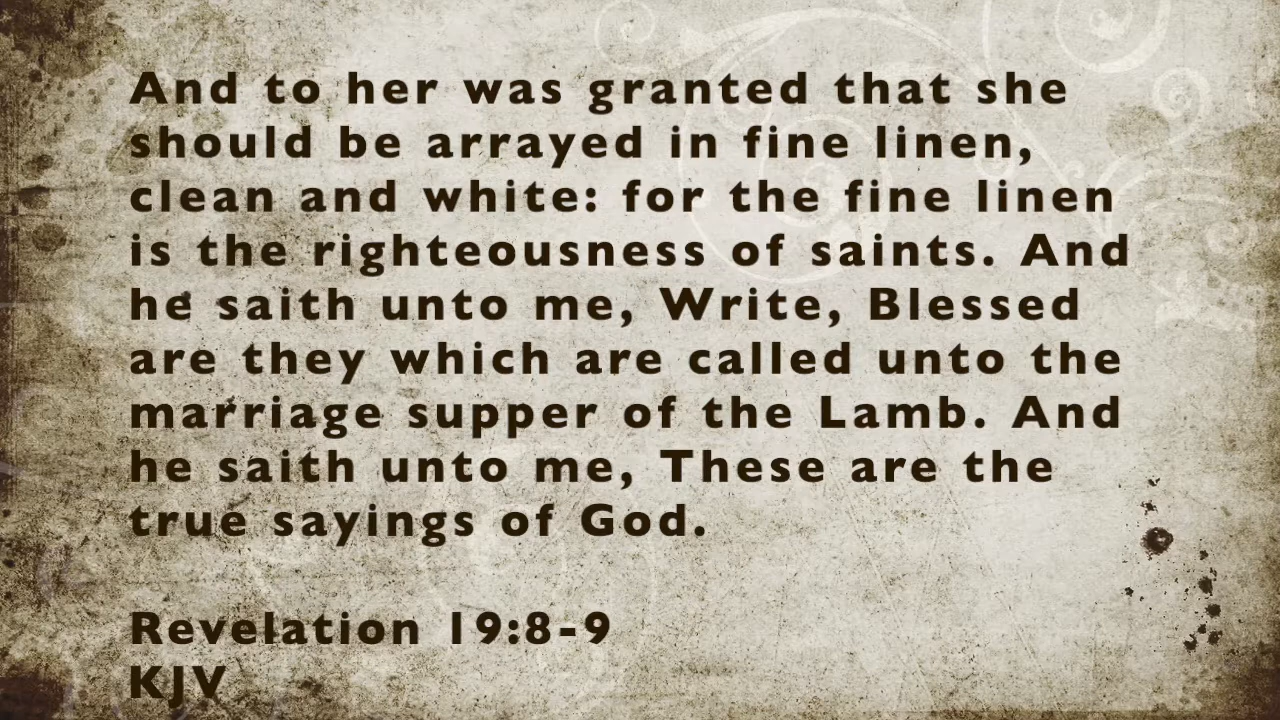 And to her was granted that she
should be arrayed in fine linen,
clean and white: for the fine linen
is the righteousness of saints. And
he saith unto me, Write, Blessed
are they which are called unto the
marriage supper of the Lamb. And
he saith unto me, These are the
true sayings of God.
Revelation 19:8-9
KJV